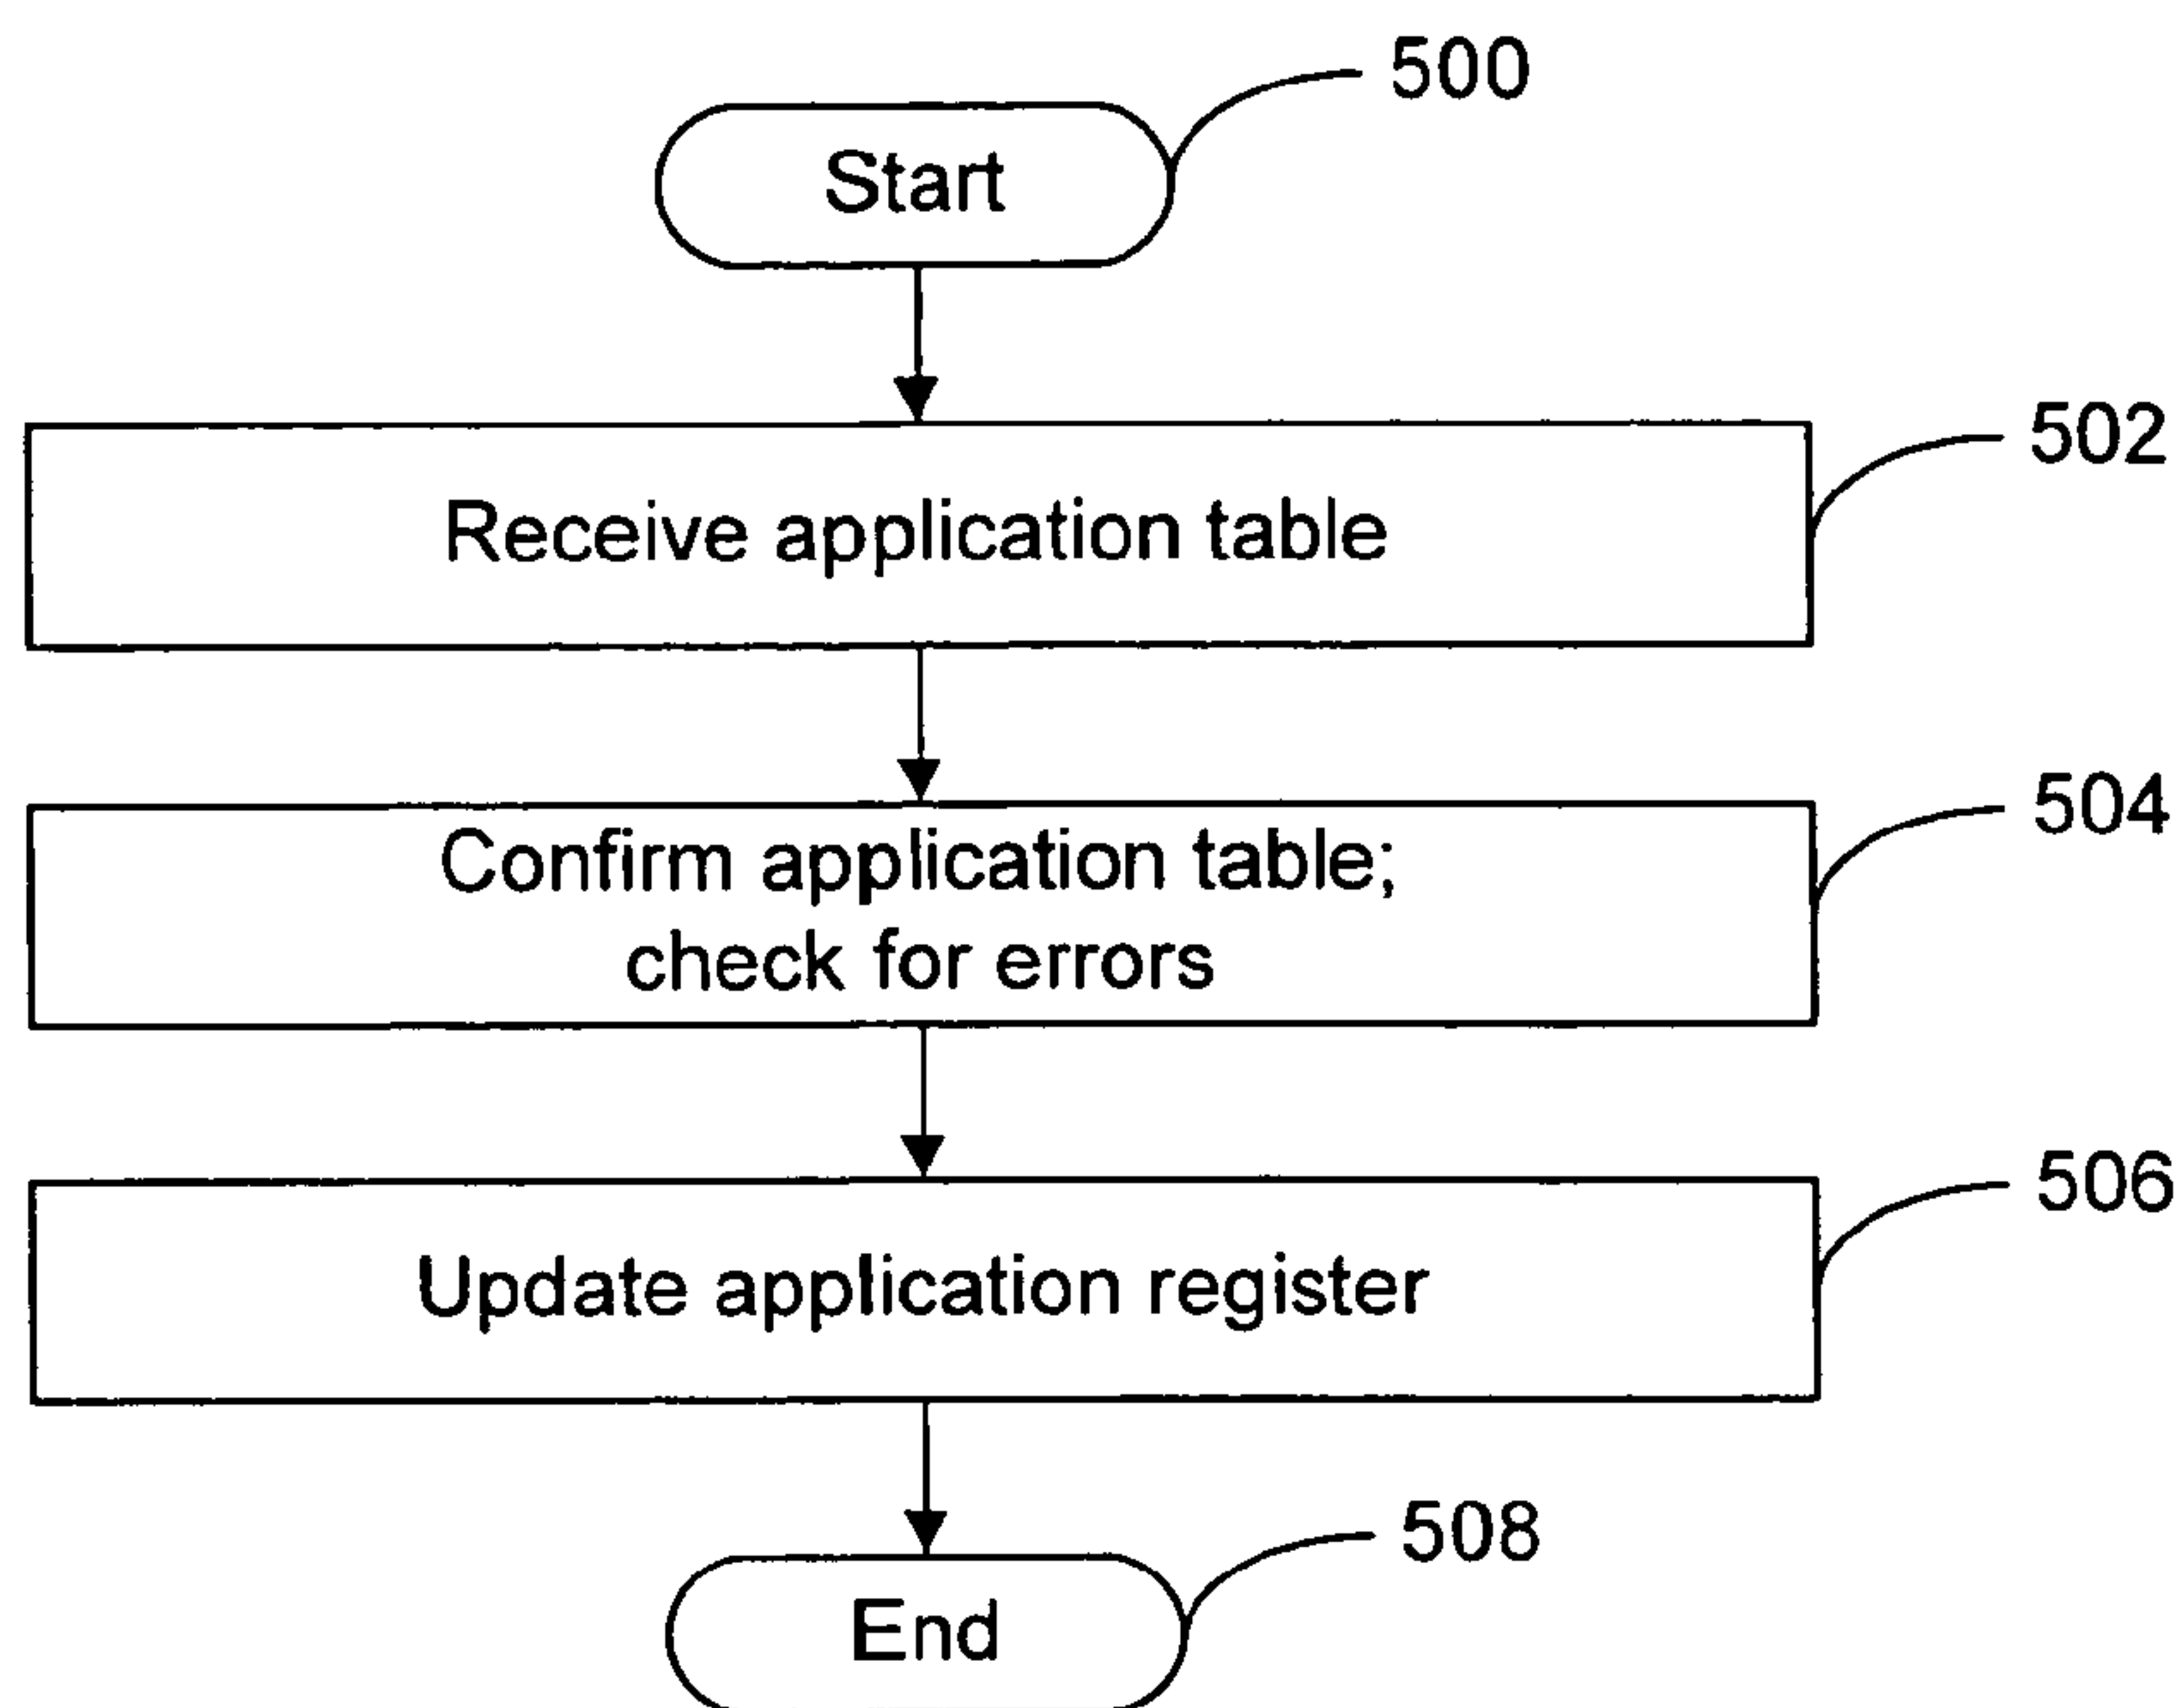 500
Start
502
Receive application table
504
Confirm application table;
check for errors
506
Update application register
508
End